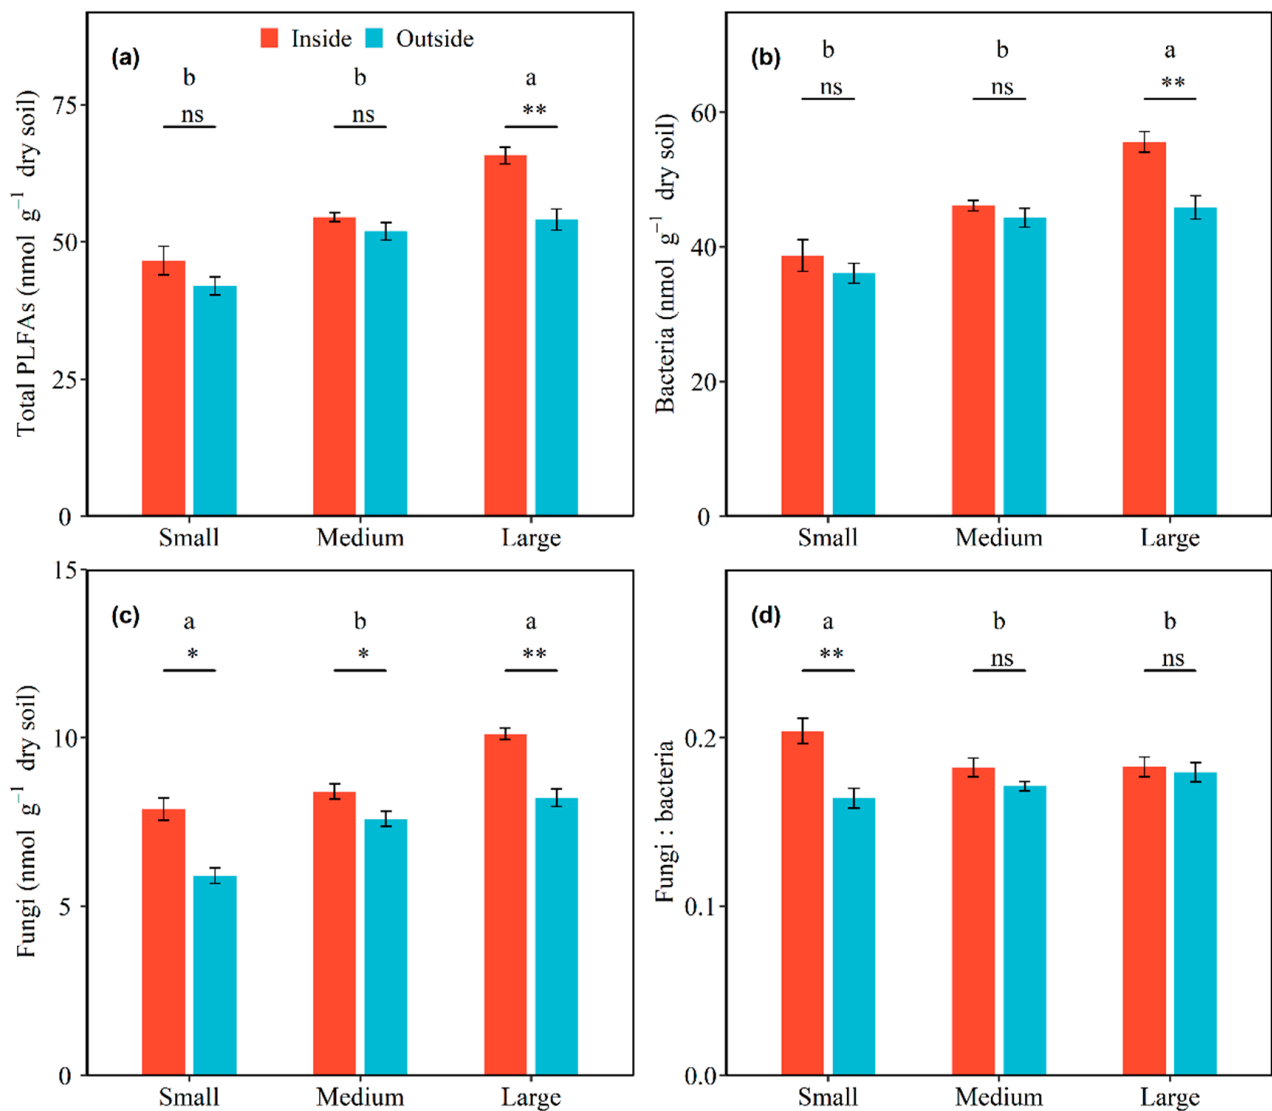 (a)
Inside Outside
b b a
ns ns **
75
50
25
0
Total PLFAs (nmol g⁻¹ dry soil)
Small Medium Large
(b)
b b a
ns ns **
60
40
20
0
Bacteria (nmol g⁻¹ dry soil)
Small Medium Large
(c)
a b a
* * **
15
10
5
0
Fungi (nmol g⁻¹ dry soil)
Small Medium Large
(d)
a b b
** ns ns
0.2
0.1
0.0
Fungi : bacteria
Small Medium Large